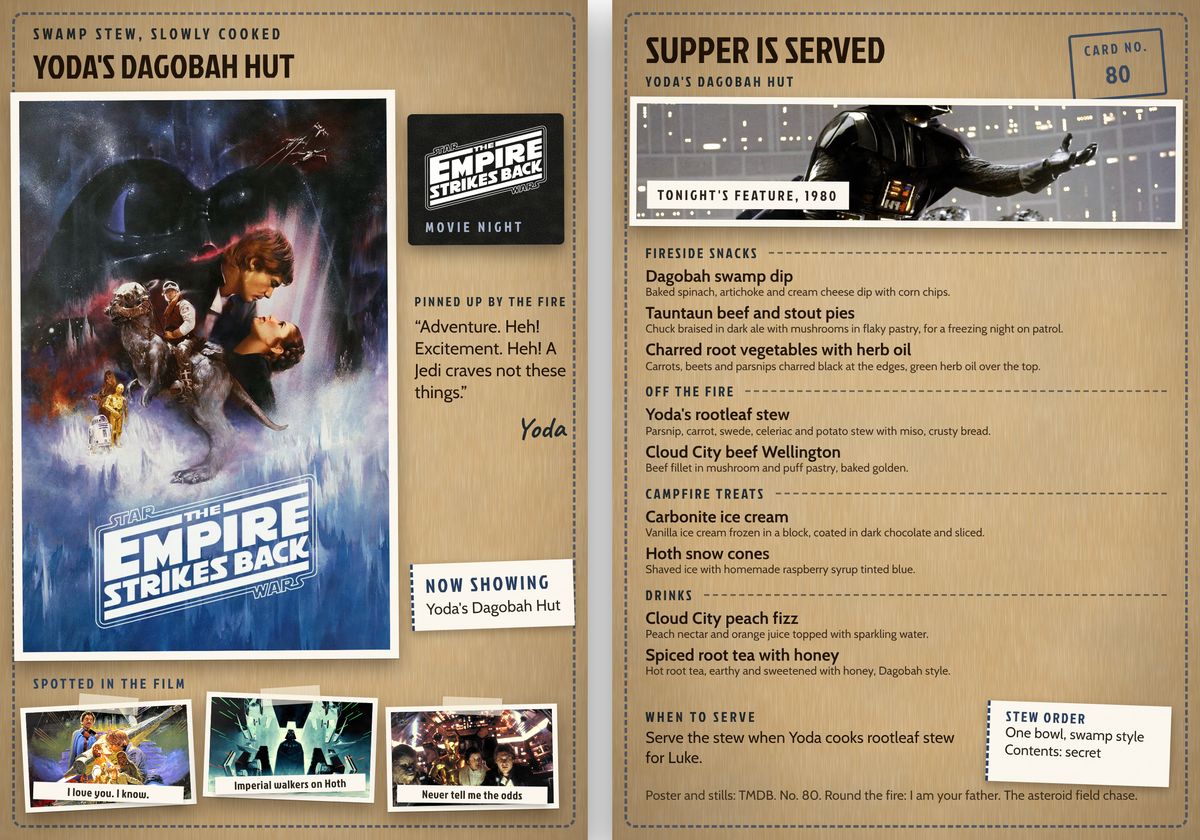 SWAMP STEW, SLOWLY COOKED
YODA'S DAGOBAH HUT
STAR
THE
EMPIRE
STRIKES BACK
WARS
STAR
THE
EMPIRE
STRIKES BACK
WARS
MOVIE NIGHT
PINNED UP BY THE FIRE
“Adventure. Heh!
Excitement. Heh! A
Jedi craves not these
things.”
Yoda
NOW SHOWING
Yoda's Dagobah Hut
SPOTTED IN THE FILM
I love you. I know.
Imperial walkers on Hoth
Never tell me the odds
SUPPER IS SERVED
YODA'S DAGOBAH HUT
CARD NO.
80
TONIGHT'S FEATURE, 1980
FIRESIDE SNACKS
Dagobah swamp dip
Baked spinach, artichoke and cream cheese dip with corn chips.
Tauntaun beef and stout pies
Chuck braised in dark ale with mushrooms in flaky pastry, for a freezing night on patrol.
Charred root vegetables with herb oil
Carrots, beets and parsnips charred black at the edges, green herb oil over the top.
OFF THE FIRE
Yoda's rootleaf stew
Parsnip, carrot, swede, celeriac and potato stew with miso, crusty bread.
Cloud City beef Wellington
Beef fillet in mushroom and puff pastry, baked golden.
CAMPFIRE TREATS
Carbonite ice cream
Vanilla ice cream frozen in a block, coated in dark chocolate and sliced.
Hoth snow cones
Shaved ice with homemade raspberry syrup tinted blue.
DRINKS
Cloud City peach fizz
Peach nectar and orange juice topped with sparkling water.
Spiced root tea with honey
Hot root tea, earthy and sweetened with honey, Dagobah style.
WHEN TO SERVE
Serve the stew when Yoda cooks rootleaf stew
for Luke.
STEW ORDER
One bowl, swamp style
Contents: secret
Poster and stills: TMDB. No. 80. Round the fire: I am your father. The asteroid field chase.